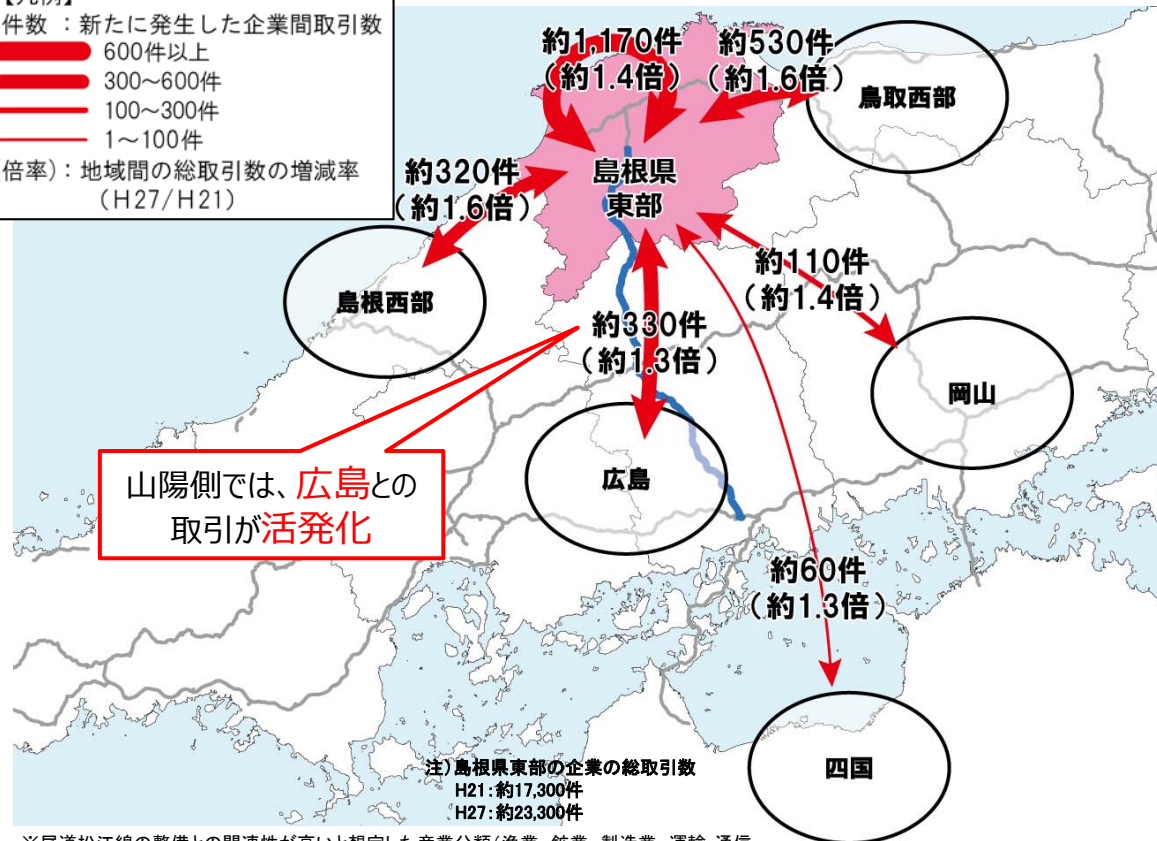 件数 ：新たに発生した企業間取引数
600件以上
300～600件
100～300件
1～100件
倍率）：地域間の総取引数の増減率
（H27/H21）
約1,170件
（約1.4倍）
約530件
（約1.6倍）
鳥取西部
島根県
東部
約320件
（約1.6倍）
島根西部
約110件
（約1.4倍）
約330件
（約1.3倍）
岡山
広島
山陽側では、広島との
取引が活発化
約60件
（約1.3倍）
四国
注）島根県東部の企業の総取引数
H21：約17,300件
H27：約23,300件